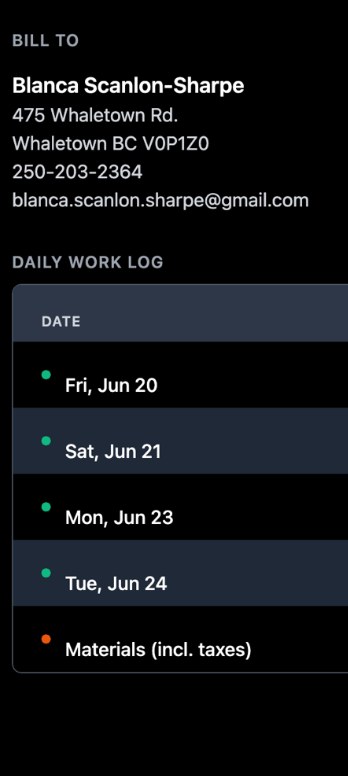 BILL TO
Blanca Scanlon-Sharpe
475 Whaletown Rd.
Whaletown BC V0P1Z0
250-203-2364
blanca.scanlon.sharpe@gmail.com
DAILY WORK LOG
DATE
Fri, Jun 20
Sat, Jun 21
Mon, Jun 23
Tue, Jun 24
Materials (incl. taxes)